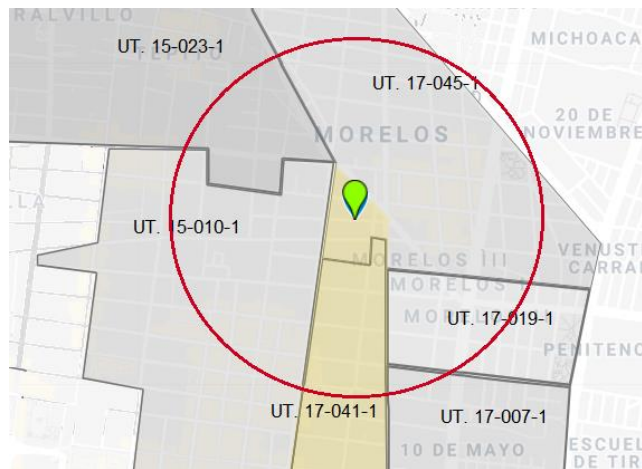 RALVILLO
UT. 15-023-1
TEPITO
MICHOACA
UT. 17-045-1
20 DE
NOVIEMBRE
MORELOS
UT. 15-010-1
MORELOS III
VENUST
CARRAN
MORELOS I
UT. 17-019-1
PENITENC
UT. 17-041-1
UT. 17-007-1
10 DE MAYO
ESCUEL
DE TIR